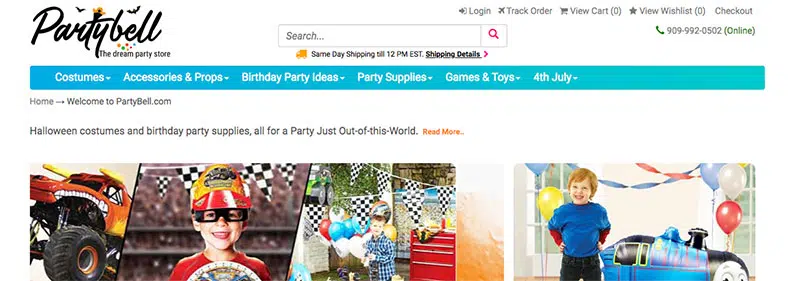 Partybell
The dream party store
Login Track Order View Cart (0) View Wishlist (0) Checkout
Search...
909-992-0502 (Online)
Same Day Shipping till 12 PM EST. Shipping Details
Costumes Accessories & Props Birthday Party Ideas Party Supplies Games & Toys 4th July
Home → Welcome to PartyBell.com
Halloween costumes and birthday party supplies, all for a Party Just Out-of-this-World. Read More..